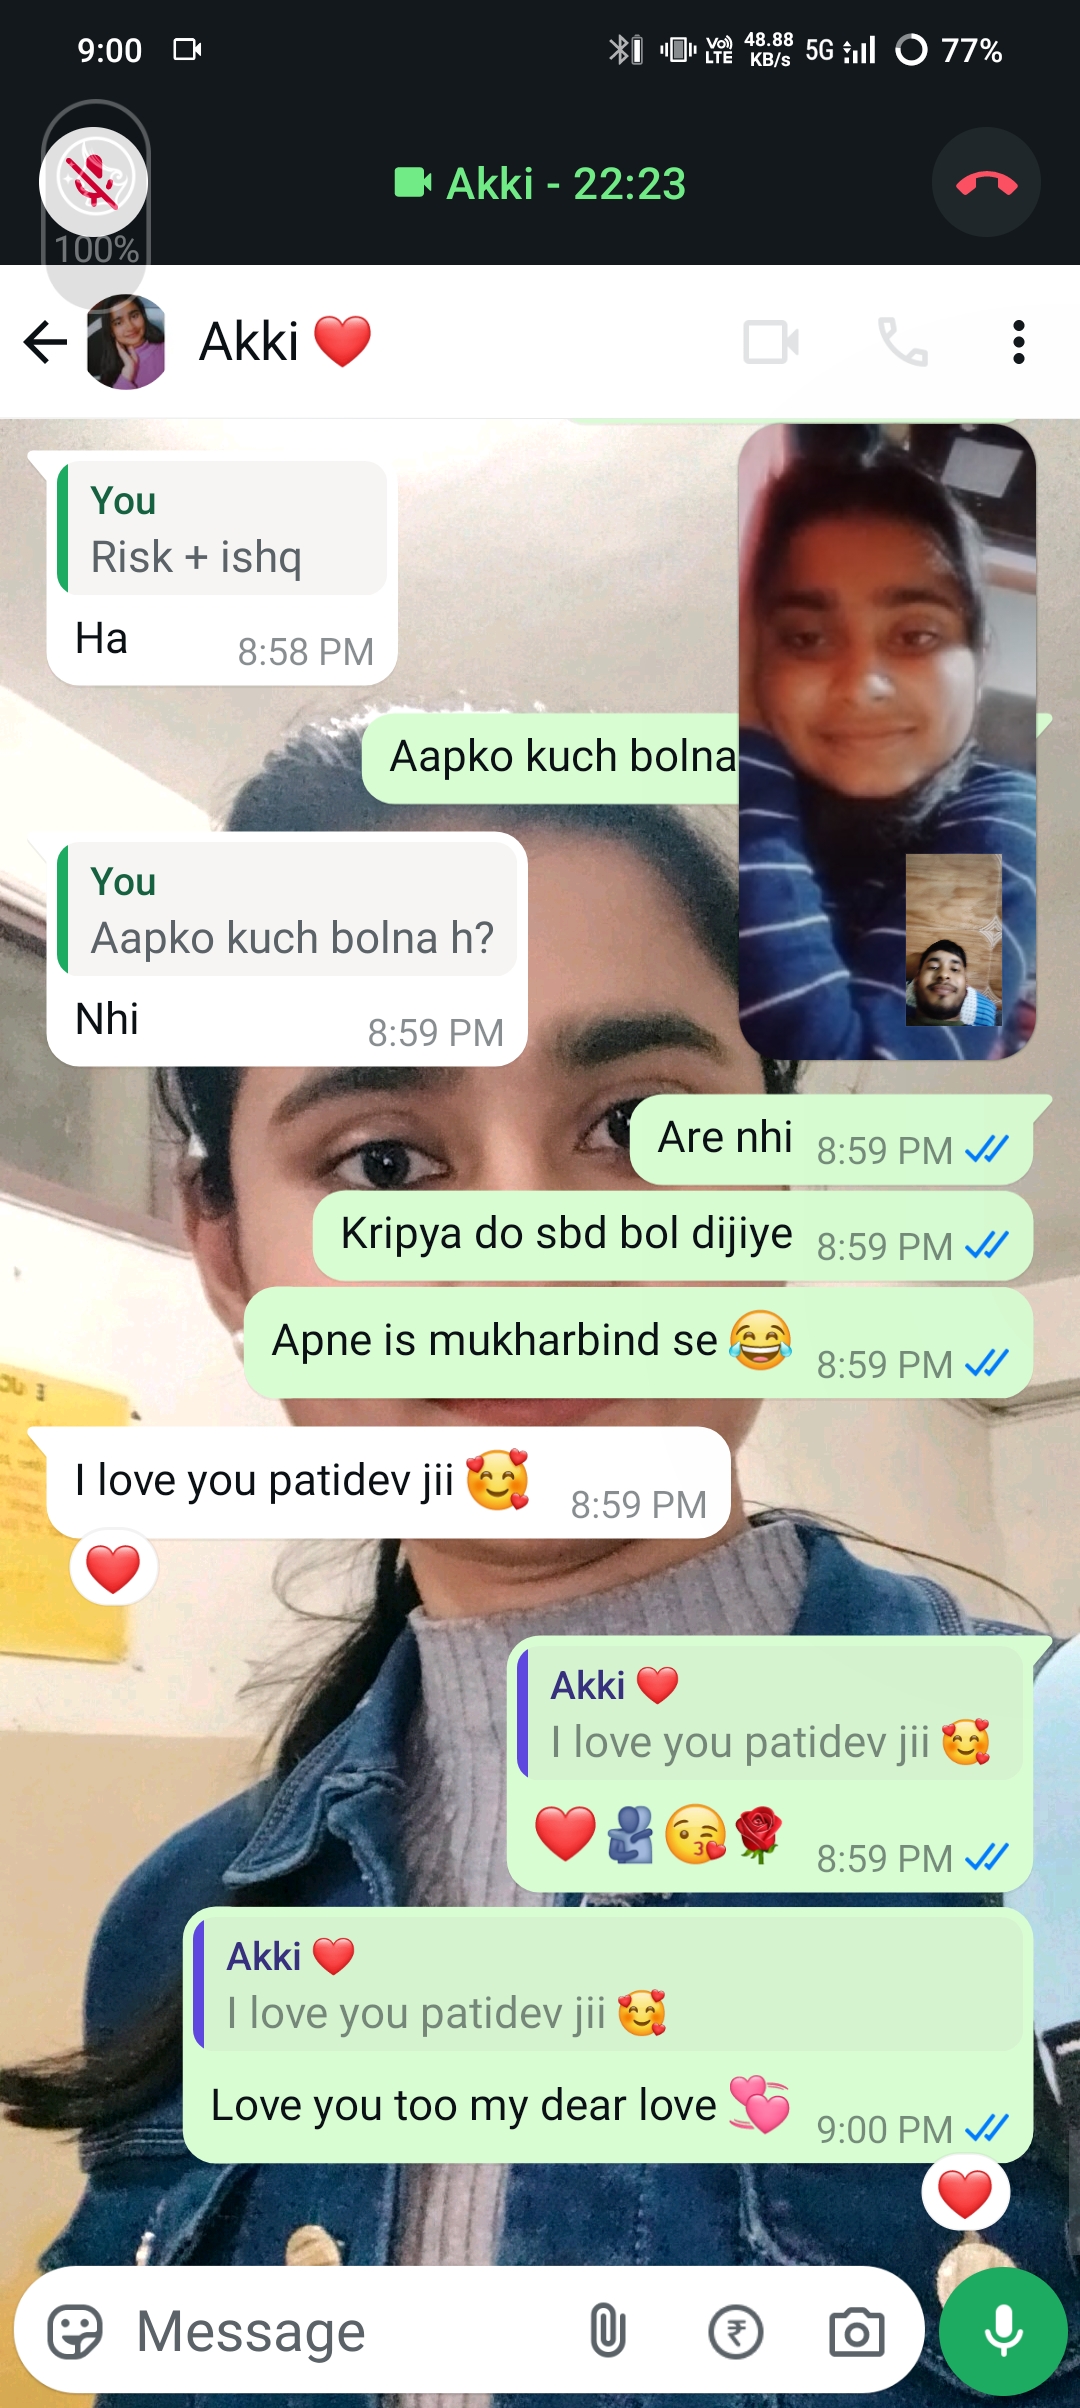 9:00
Vo)) LTE 48.88 KB/s 5G 77%
Akki - 22:23
100%
Akki ❤️
You
Risk + ishq
Ha 8:58 PM
Aapko kuch bolna
You
Aapko kuch bolna h?
Nhi 8:59 PM
Are nhi 8:59 PM
Kripya do sbd bol dijiye 8:59 PM
Apne is mukharbind se 😂 8:59 PM
I love you patidev jii 🥰 8:59 PM
❤️
Akki ❤️
I love you patidev jii 🥰
❤️🫂😘🌹 8:59 PM
Akki ❤️
I love you patidev jii 🥰
Love you too my dear love 💞 9:00 PM
❤️
Message